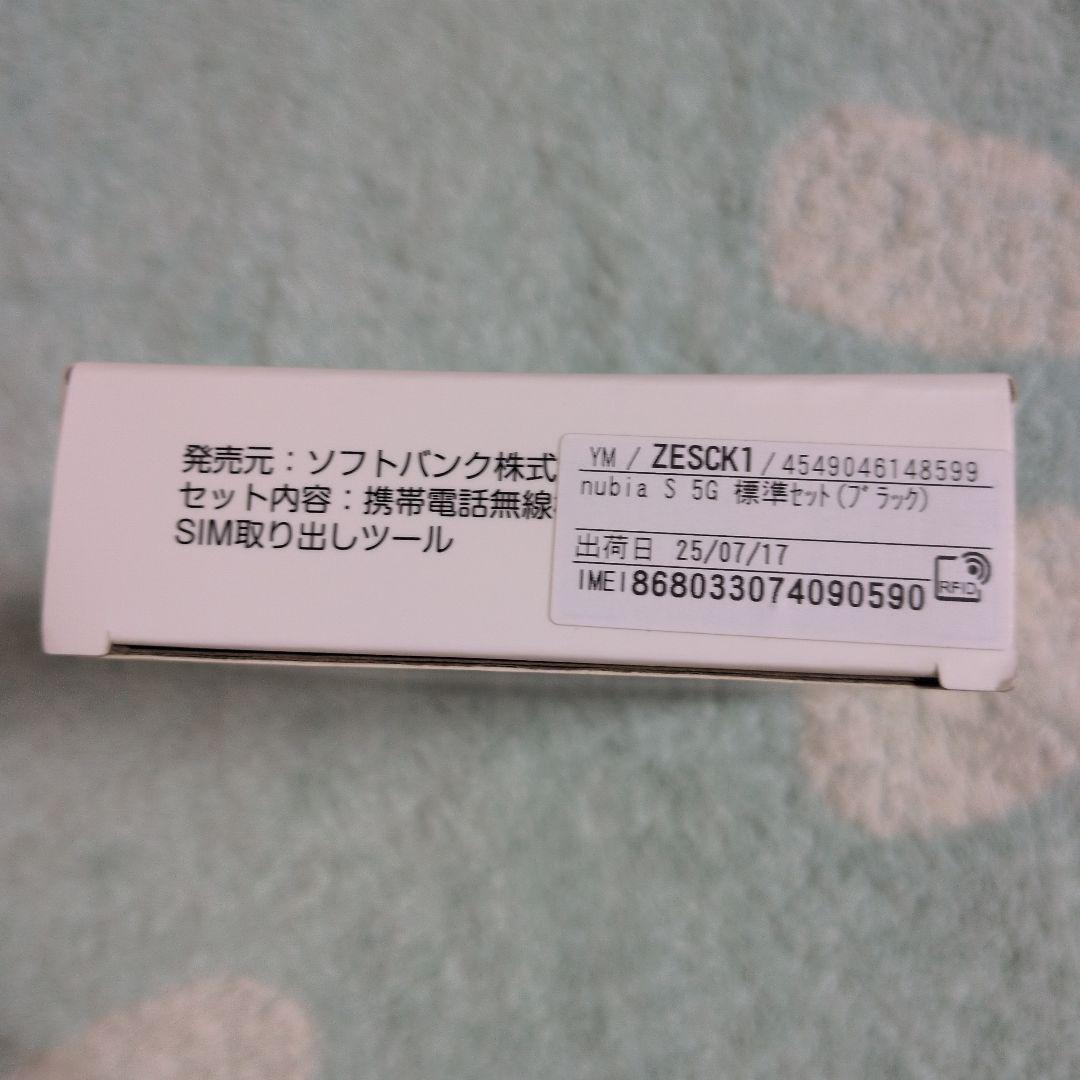 発売元：ソフトバンク株式
セット内容：携帯電話無線
SIM取り出しツール
YM / ZESCK1 / 4549046148599
nubia S 5G 標準ｾｯﾄ(ﾌﾞﾗｯｸ)
出荷日 25/07/17
IMEI868033074090590
RFID